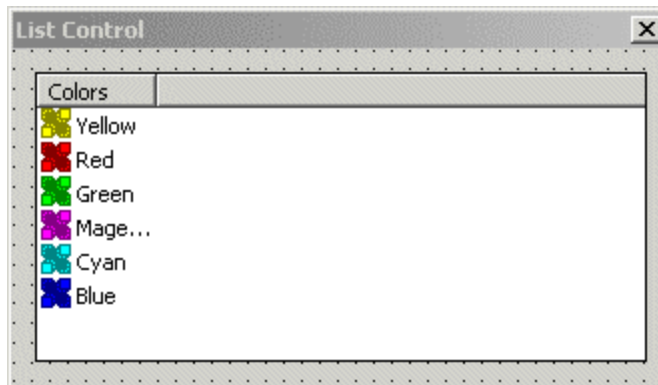 List Control
Colors
Yellow
Red
Green
Mage...
Cyan
Blue